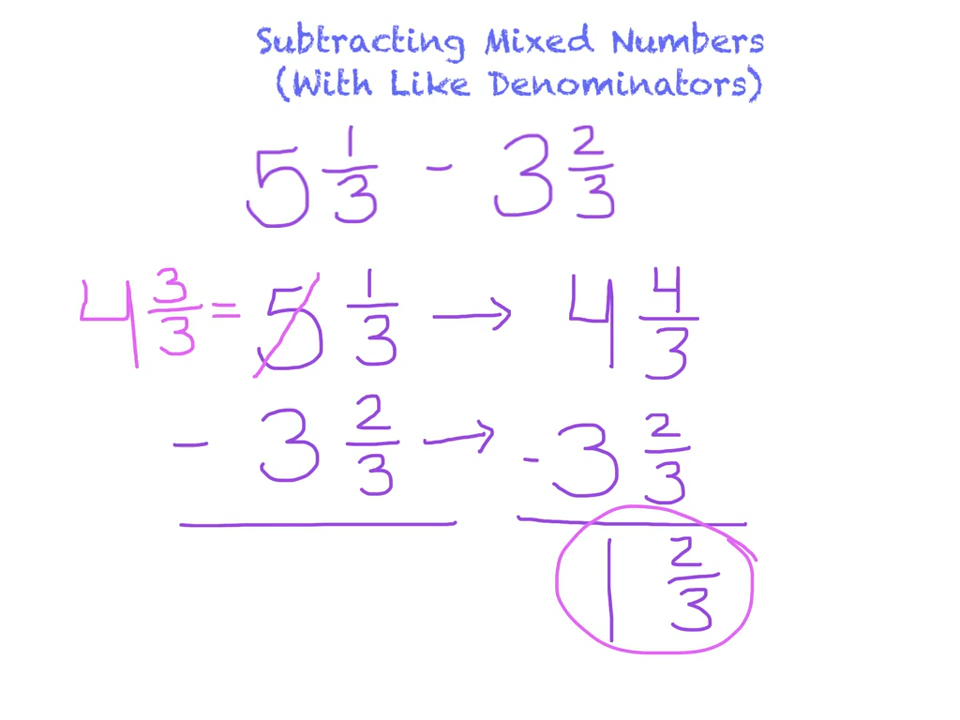 Subtracting Mixed Numbers
(With Like Denominators)
5 1/3 - 3 2/3
4 3/3 = 5 1/3 → 4 4/3
- 3 2/3 → - 3 2/3
1 2/3